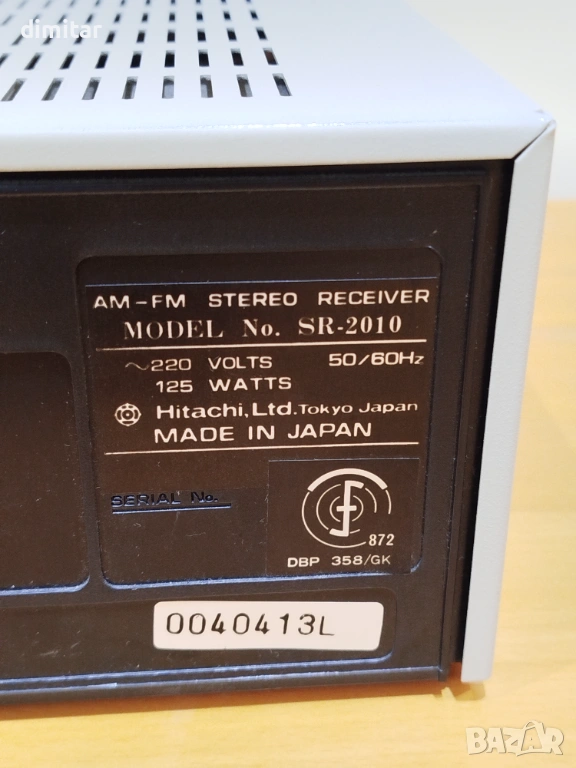 © dimitar
AM-FM STEREO RECEIVER
MODEL No. SR-2010
~220 VOLTS 50/60Hz
125 WATTS
Hitachi, Ltd. Tokyo Japan
MADE IN JAPAN
SERIAL No.
872
DBP 358/GK
0040413L
BAZAR